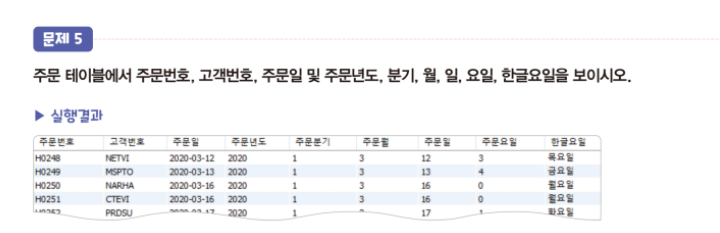 문제 5
주문 테이블에서 주문번호, 고객번호, 주문일 및 주문년도, 분기, 월, 일, 요일, 한글요일을 보이시오.
▶ 실행결과
주문번호 고객번호 주문일 주문년도 주문분기 주문월 주문일 주문요일 한글요일
H0248 NETVI 2020-03-12 2020 1 3 12 3 목요일
H0249 MSPTO 2020-03-13 2020 1 3 13 4 금요일
H0250 NARHA 2020-03-16 2020 1 3 16 0 월요일
H0251 CTEVI 2020-03-16 2020 1 3 16 0 월요일
H0252 PRDSU 2020-03-17 2020 1 3 17 1 화요일